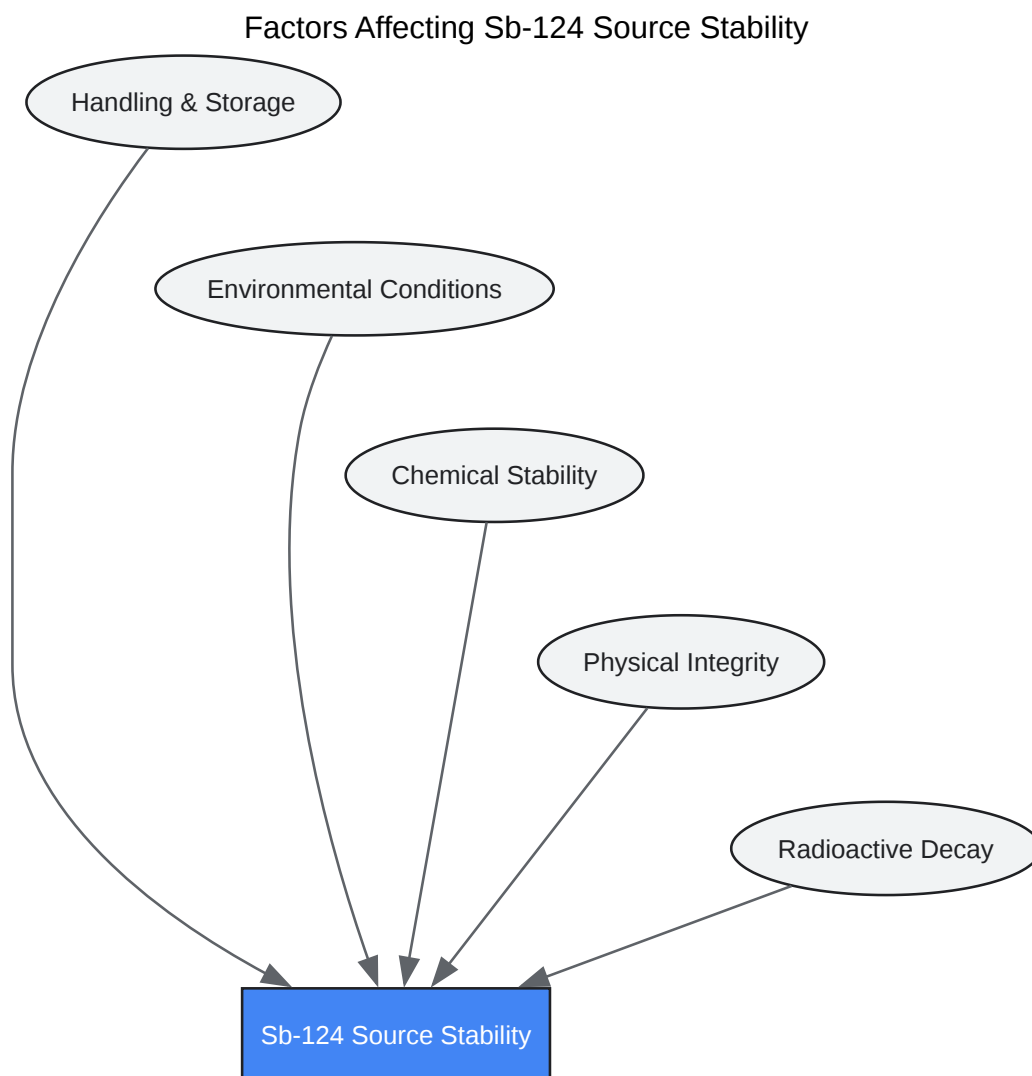 Factors Affecting Sb-124 Source Stability
Handling & Storage
Environmental Conditions
Chemical Stability
Physical Integrity
Radioactive Decay
Sb-124 Source Stability